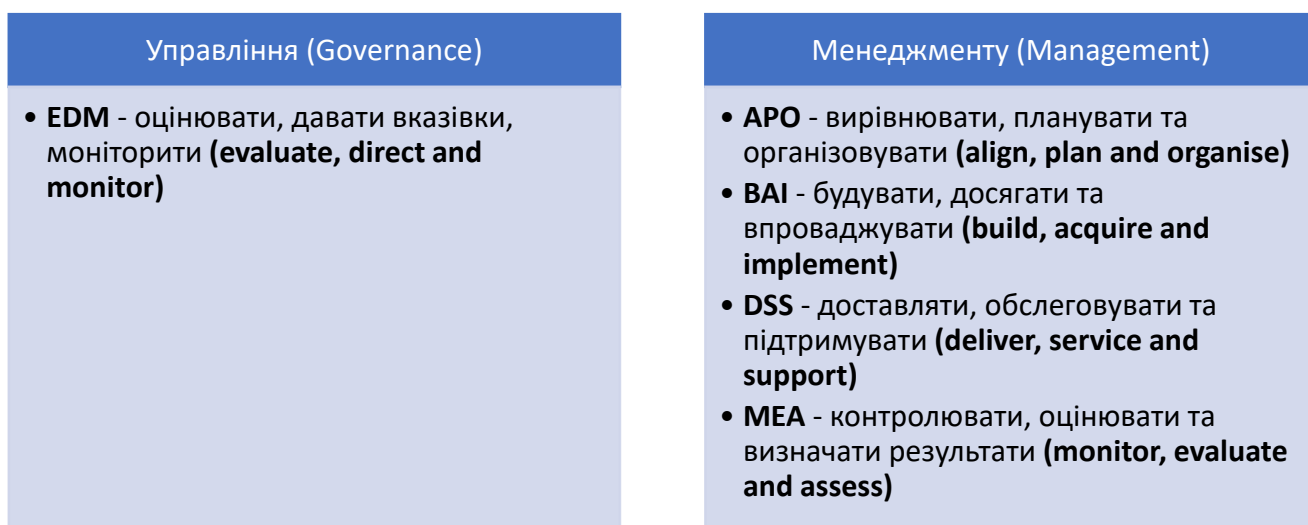 Управління (Governance)
• EDM - оцінювати, давати вказівки,
моніторити (evaluate, direct and
monitor)
Менеджменту (Management)
• APO - вирівнювати, планувати та
організовувати (align, plan and organise)
• BAI - будувати, досягати та
впроваджувати (build, acquire and
implement)
• DSS - доставляти, обслеговувати та
підтримувати (deliver, service and
support)
• MEA - контролювати, оцінювати та
визначати результати (monitor, evaluate
and assess)